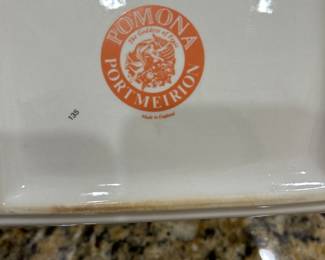 POMONA
The Goddess of Fruit
PORTMEIRION
Made in England
135